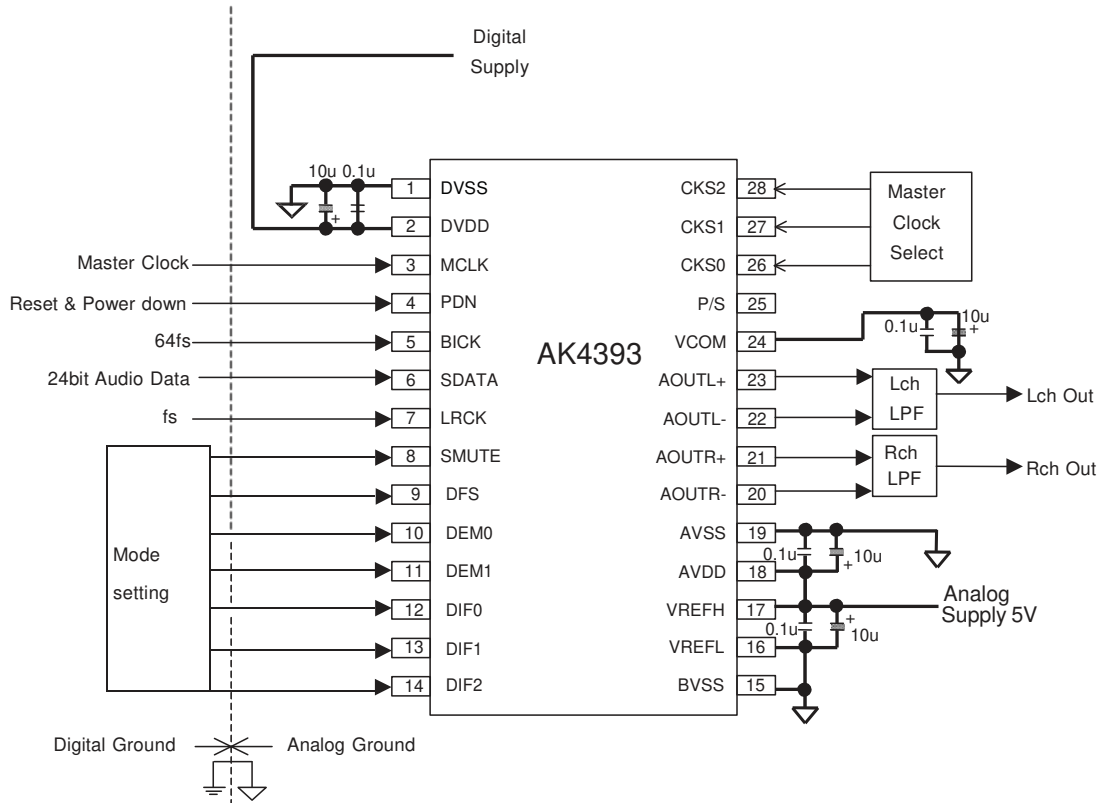 Digital
Supply
10u 0.1u
+
1 DVSS
2 DVDD
Master Clock 3 MCLK
Reset & Power down 4 PDN
64fs 5 BICK
24bit Audio Data 6 SDATA
fs 7 LRCK
8 SMUTE
9 DFS
10 DEM0
11 DEM1
12 DIF0
13 DIF1
14 DIF2
Mode
setting
AK4393
CKS2 28
CKS1 27
CKS0 26
Master
Clock
Select
P/S 25
VCOM 24
0.1u 10u
+
AOUTL+ 23
AOUTL- 22
Lch
LPF
Lch Out
AOUTR+ 21
AOUTR- 20
Rch
LPF
Rch Out
AVSS 19
0.1u + 10u
AVDD 18
VREFH 17
Analog
Supply 5V
+
0.1u 10u
VREFL 16
BVSS 15
Digital Ground Analog Ground